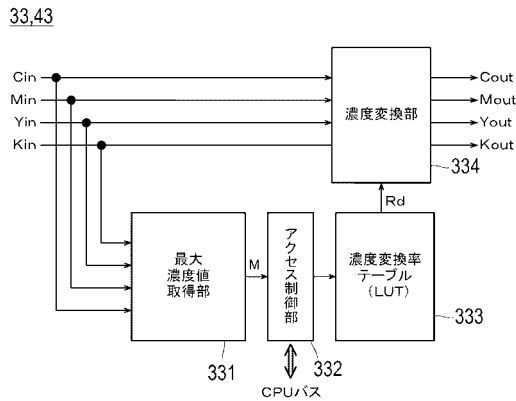 33,43
Cin
Cout
Min
Mout
Yin
Yout
Kin
Kout
濃度変換部
334
Rd
最大
濃度値
取得部
331
M
アクセス制御部
332
CPUバス
濃度変換率
テーブル
(LUT)
333